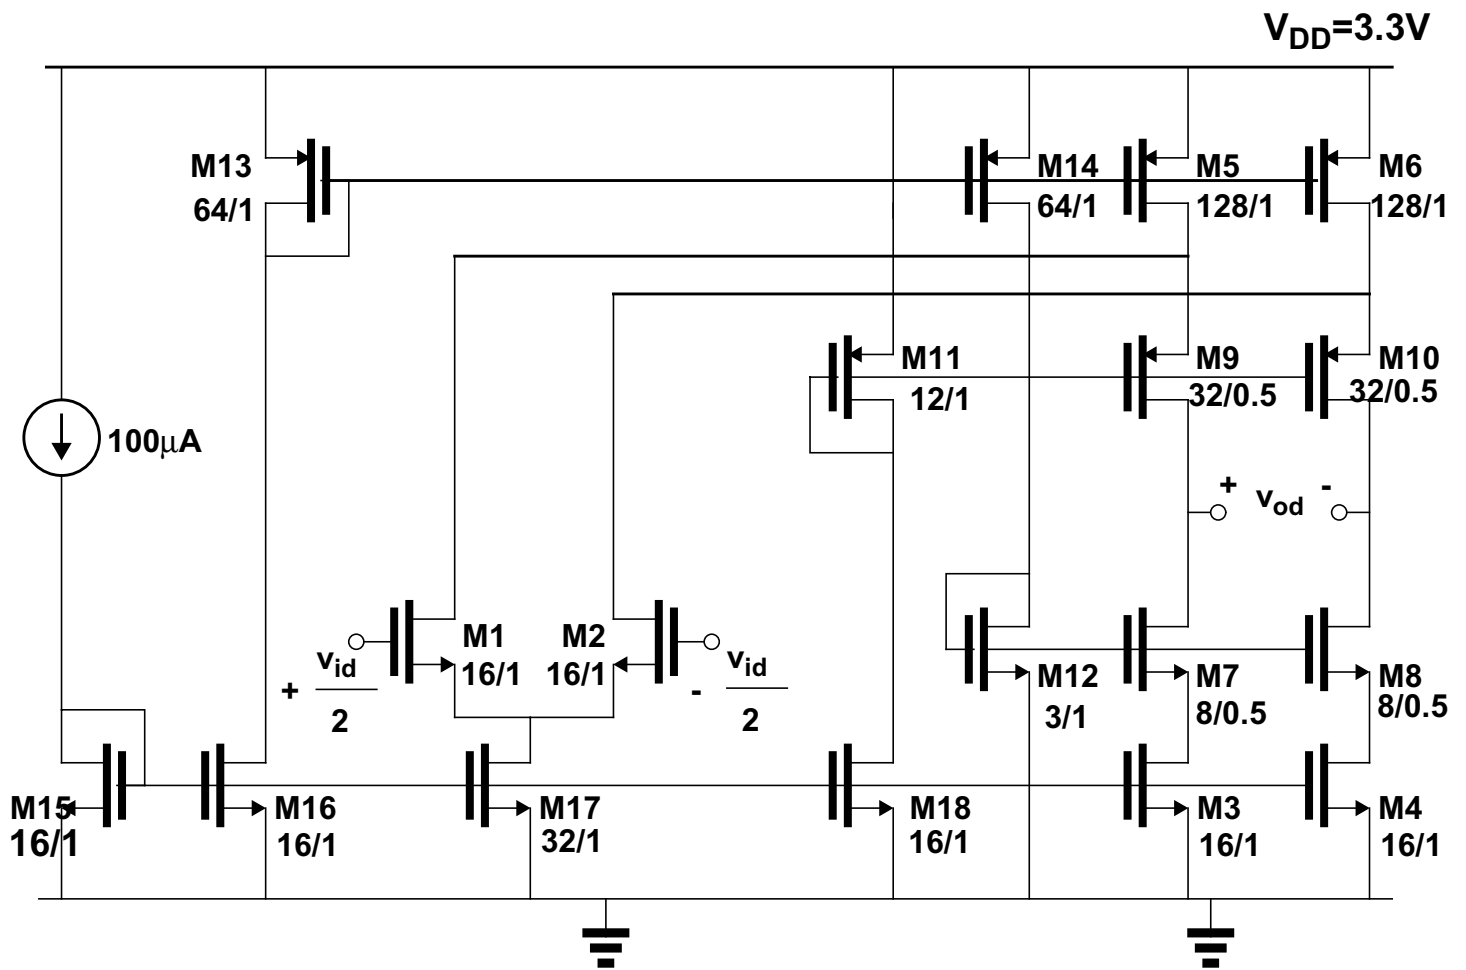 VDD=3.3V
M13
64/1
M14
64/1
M5
128/1
M6
128/1
M11
12/1
M9
32/0.5
M10
32/0.5
100μA
+ vod -
M1
16/1
M2
16/1
+ vid
2
- vid
2
M12
3/1
M7
8/0.5
M8
8/0.5
M15
16/1
M16
16/1
M17
32/1
M18
16/1
M3
16/1
M4
16/1